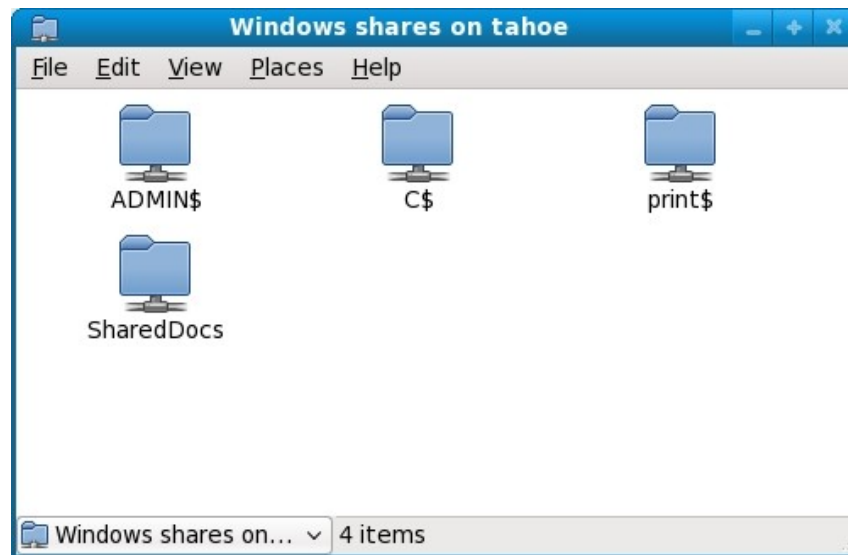 Windows shares on tahoe
File Edit View Places Help
ADMIN$ C$ print$
SharedDocs
Windows shares on... 4 items